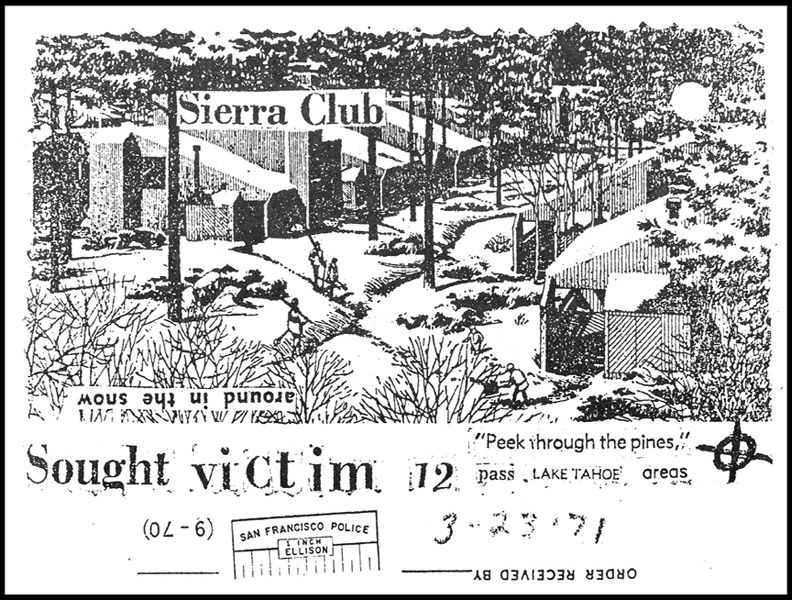 Sierra Club
around in the snow
"Peek through the pines,"
Sought viCtim 12 pass LAKE TAHOE areas
(9-70)
SAN FRANCISCO POLICE
1 INCH
ELLISON
3-23-71
ORDER RECEIVED BY